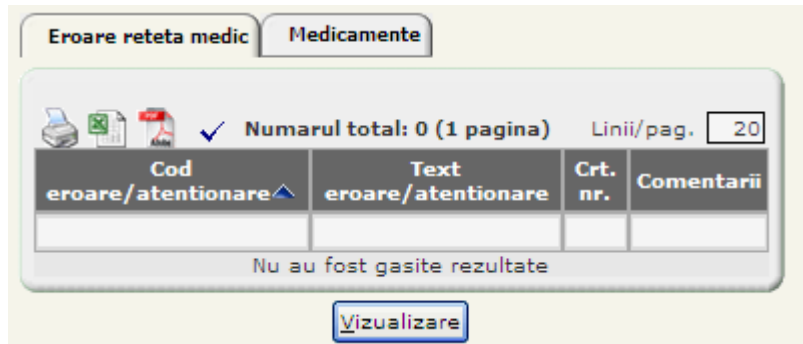 Eroare reteta medic Medicamente
Numarul total: 0 (1 pagina) Linii/pag. 20
Cod eroare/atentionare Text eroare/atentionare Crt. nr. Comentarii
Nu au fost gasite rezultate
Vizualizare